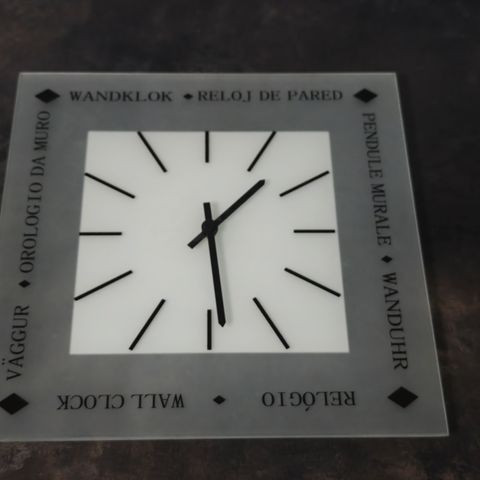 WANDKLOK ◆ RELOJ DE PARED
PENDULE MURALE ◆ WANDUHR
RELÓGIO ◆ WALL CLOCK
VÄGGUR ◆ OROLOGIO DA MURO